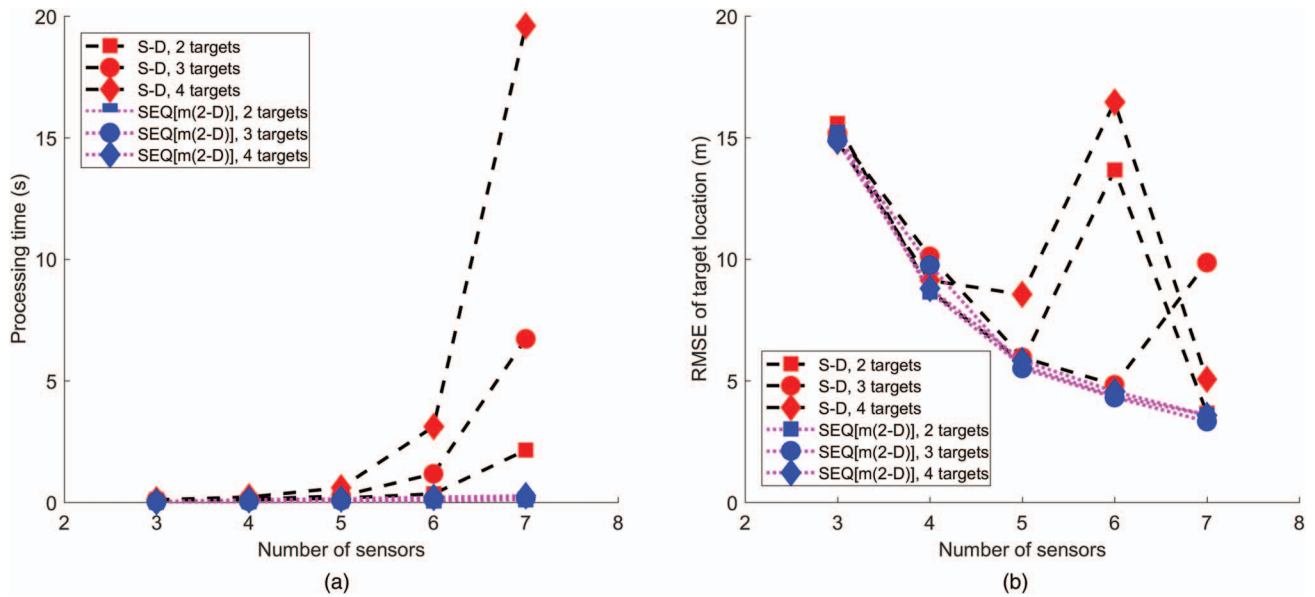 20
15
10
5
0
Processing time (s)
S-D, 2 targets
S-D, 3 targets
S-D, 4 targets
SEQ[m(2-D)], 2 targets
SEQ[m(2-D)], 3 targets
SEQ[m(2-D)], 4 targets
2 3 4 5 6 7 8
Number of sensors
(a)
20
15
10
5
0
RMSE of target location (m)
S-D, 2 targets
S-D, 3 targets
S-D, 4 targets
SEQ[m(2-D)], 2 targets
SEQ[m(2-D)], 3 targets
SEQ[m(2-D)], 4 targets
2 3 4 5 6 7 8
Number of sensors
(b)